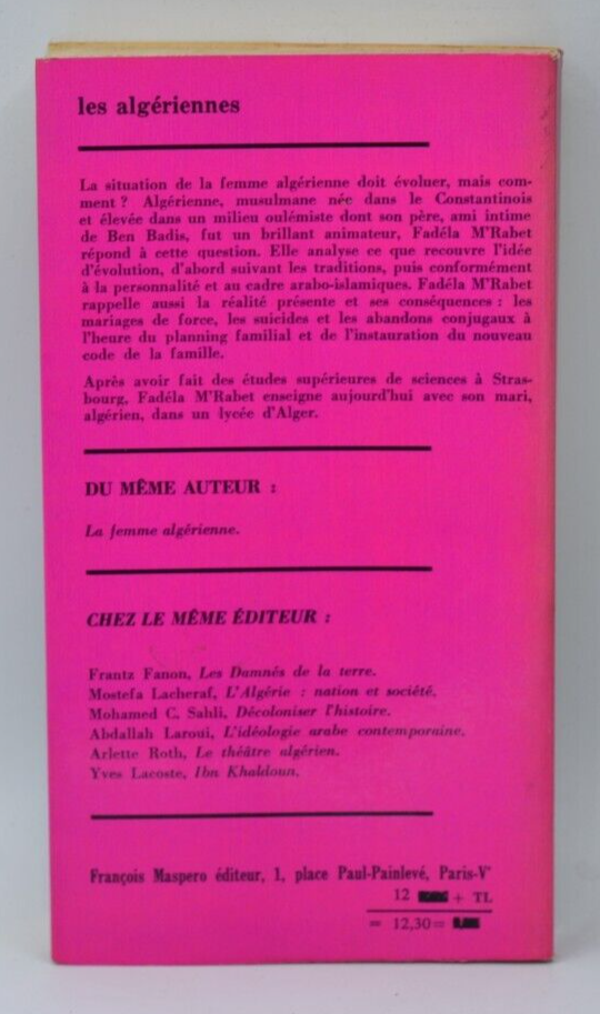 les algériennes
La situation de la femme algérienne doit évoluer, mais com-
ment ? Algérienne, musulmane née dans le Constantinois
et élevée dans un milieu oulémiste dont son père, ami intime
de Ben Badis, fut un brillant animateur, Fadéla M'Rabet
répond à cette question. Elle analyse ce que recouvre l'idée
d'évolution, d'abord suivant les traditions, puis conformément
à la personnalité et au cadre arabo-islamiques. Fadéla M'Rabet
rappelle aussi la réalité présente et ses conséquences : les
mariages de force, les suicides et les abandons conjugaux à
l'heure du planning familial et de l'instauration du nouveau
code de la famille.
Après avoir fait des études supérieures de sciences à Stras-
bourg, Fadéla M'Rabet enseigne aujourd'hui avec son mari,
algérien, dans un lycée d'Alger.
DU MÊME AUTEUR :
La femme algérienne.
CHEZ LE MÊME ÉDITEUR :
Frantz Fanon, Les Damnés de la terre.
Mostefa Lacheraf, L'Algérie : nation et société.
Mohamed C. Sahli, Décoloniser l'histoire.
Abdallah Laroui, L'idéologie arabe contemporaine.
Arlette Roth, Le théâtre algérien.
Yves Lacoste, Ibn Khaldoun.
François Maspero éditeur, 1, place Paul-Painlevé, Paris-Vᵉ
12 + TL
= 12,30 =